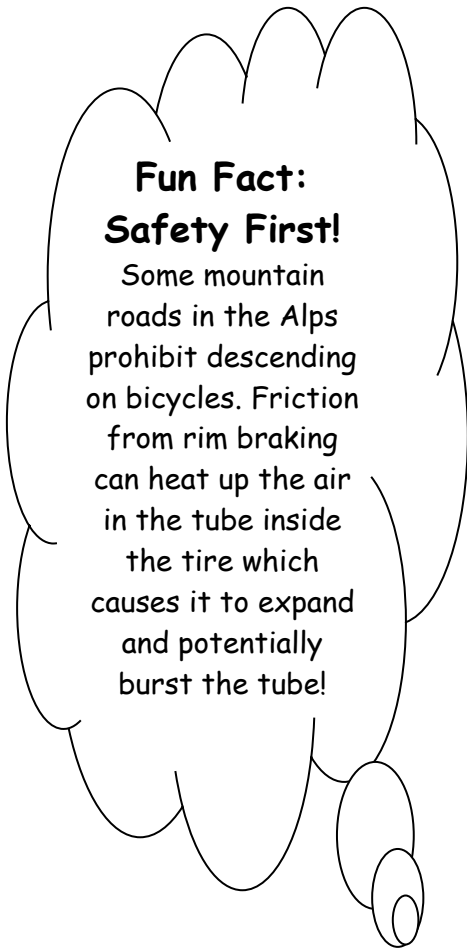 Fun Fact:
Safety First!
Some mountain
roads in the Alps
prohibit descending
on bicycles. Friction
from rim braking
can heat up the air
in the tube inside
the tire which
causes it to expand
and potentially
burst the tube!